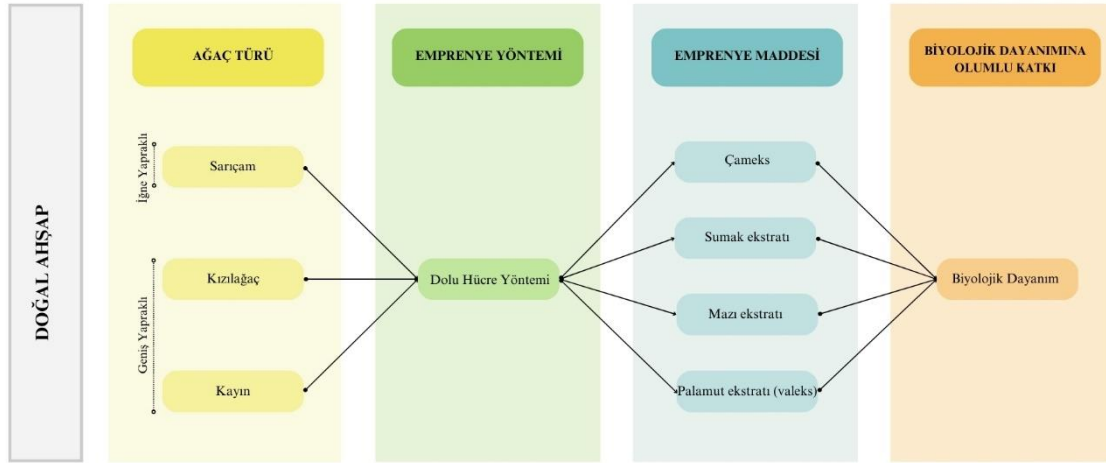 DOĞAL AHŞAP
AĞAÇ TÜRÜ
İğne Yapraklı
Sarıçam
Geniş Yapraklı
Kızılağaç
Kayın
EMPRENYE YÖNTEMİ
Dolu Hücre Yöntemi
EMPRENYE MADDESİ
Çameks
Sumak ekstratı
Mazı ekstratı
Palamut ekstratı (valeks)
BİYOLOJİK DAYANIMINA
OLUMLU KATKI
Biyolojik Dayanım